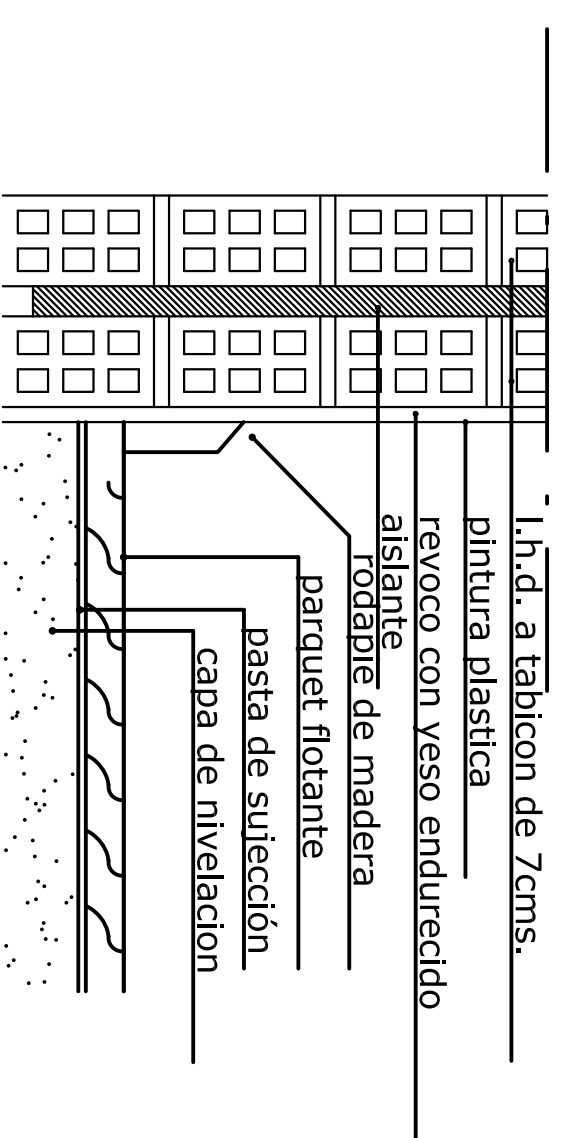 l.h.d. a tabicon de 7cms.
pintura plastica
revoco con yeso endurecido
aislante
rodapie de madera
parquet flotante
pasta de sujección
capa de nivelacion